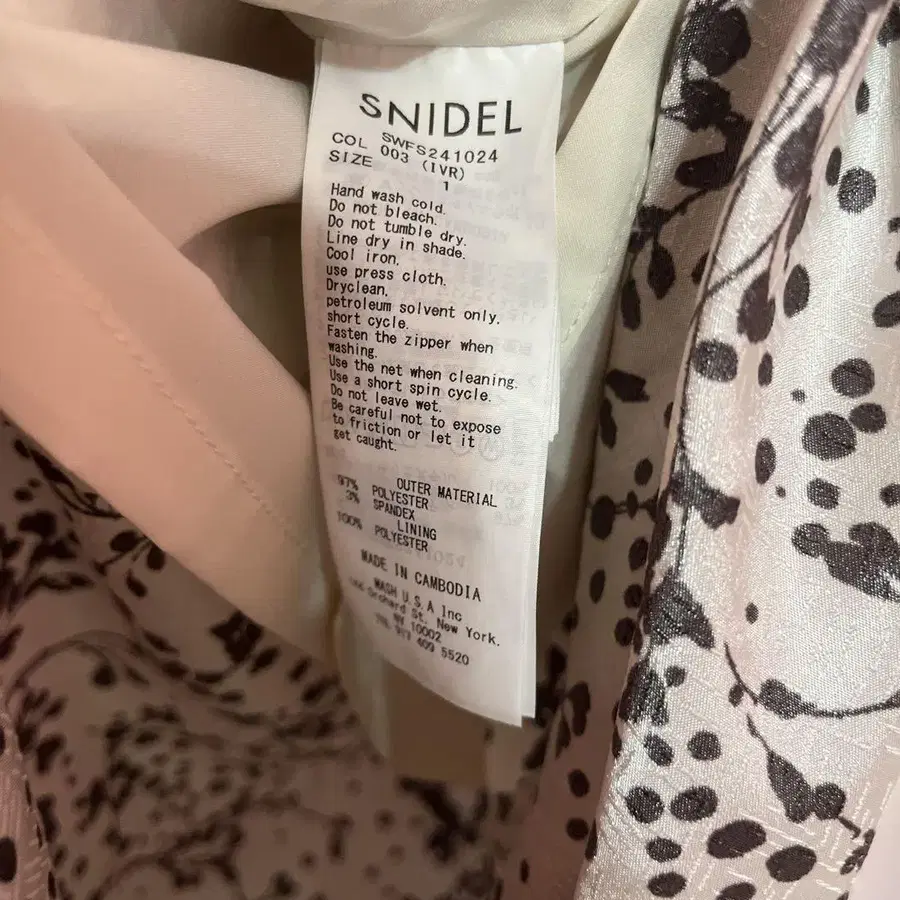 SNIDEL
SWFS241024
COL 003 (IVR)
SIZE 1
Hand wash cold.
Do not bleach.
Do not tumble dry.
Line dry in shade.
Cool iron,
use press cloth.
Dryclean,
petroleum solvent only.
short cycle.
Fasten the zipper when
washing.
Use the net when cleaning.
Use a short spin cycle.
Do not leave wet.
Be careful not to expose
to friction or let it
get caught.
OUTER MATERIAL
97% POLYESTER
3% SPANDEX
LINING
100% POLYESTER
MADE IN CAMBODIA
MASH U.S.A Inc
Orchard St. New York.
NY 10002
409 5520